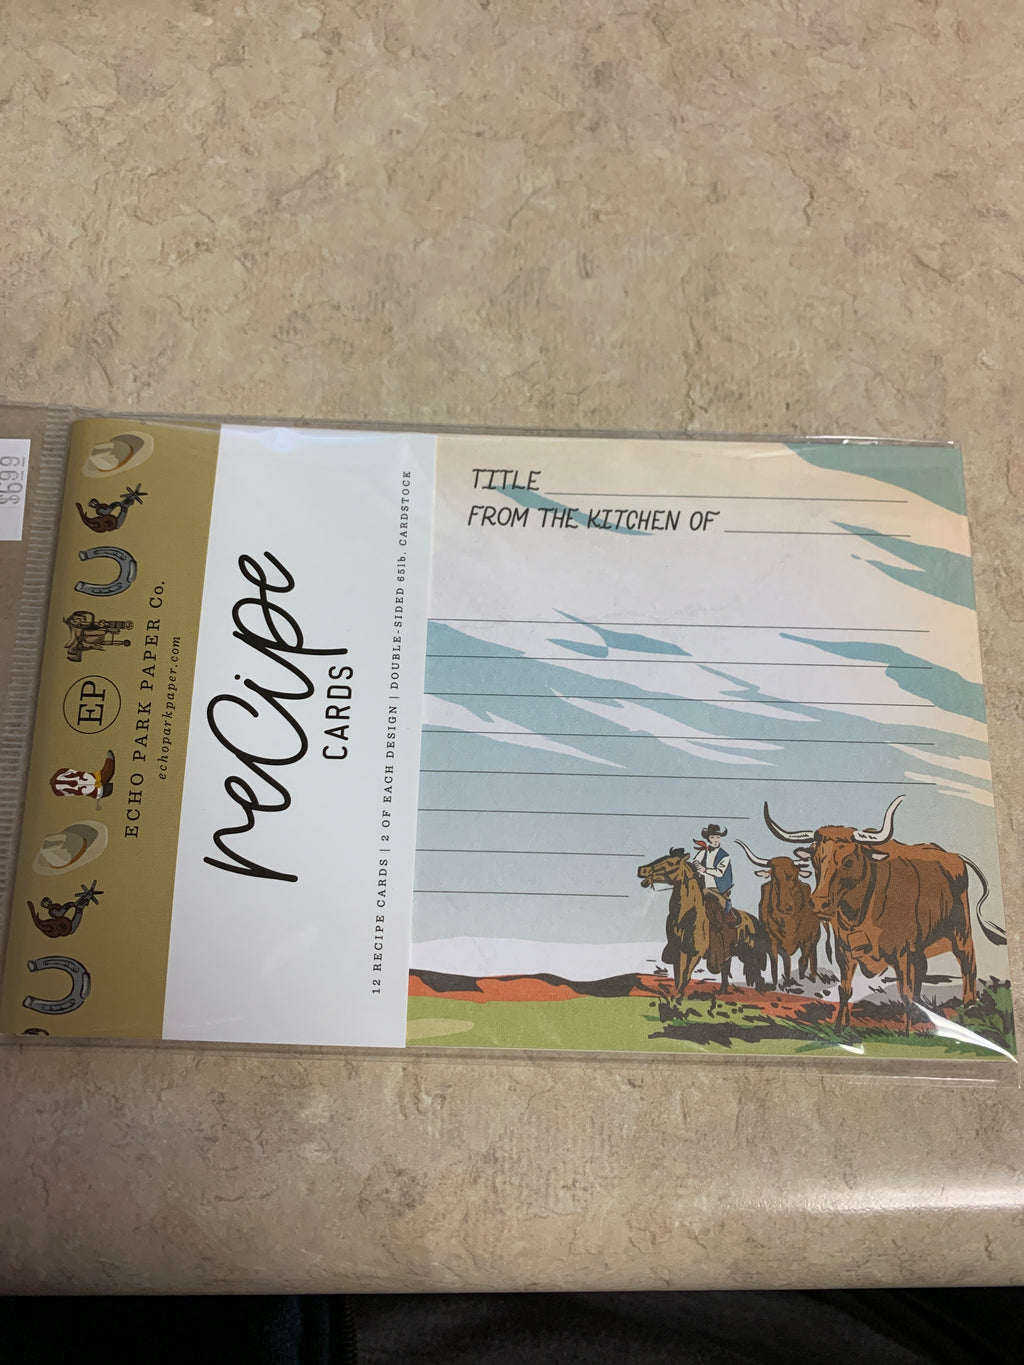 $6.99
EP
ECHO PARK PAPER Co.
echoparkpaper.com
reCipe
CARDS
12 RECIPE CARDS | 2 OF EACH DESIGN | DOUBLE-SIDED 65lb. CARDSTOCK
TITLE
FROM THE KITCHEN OF